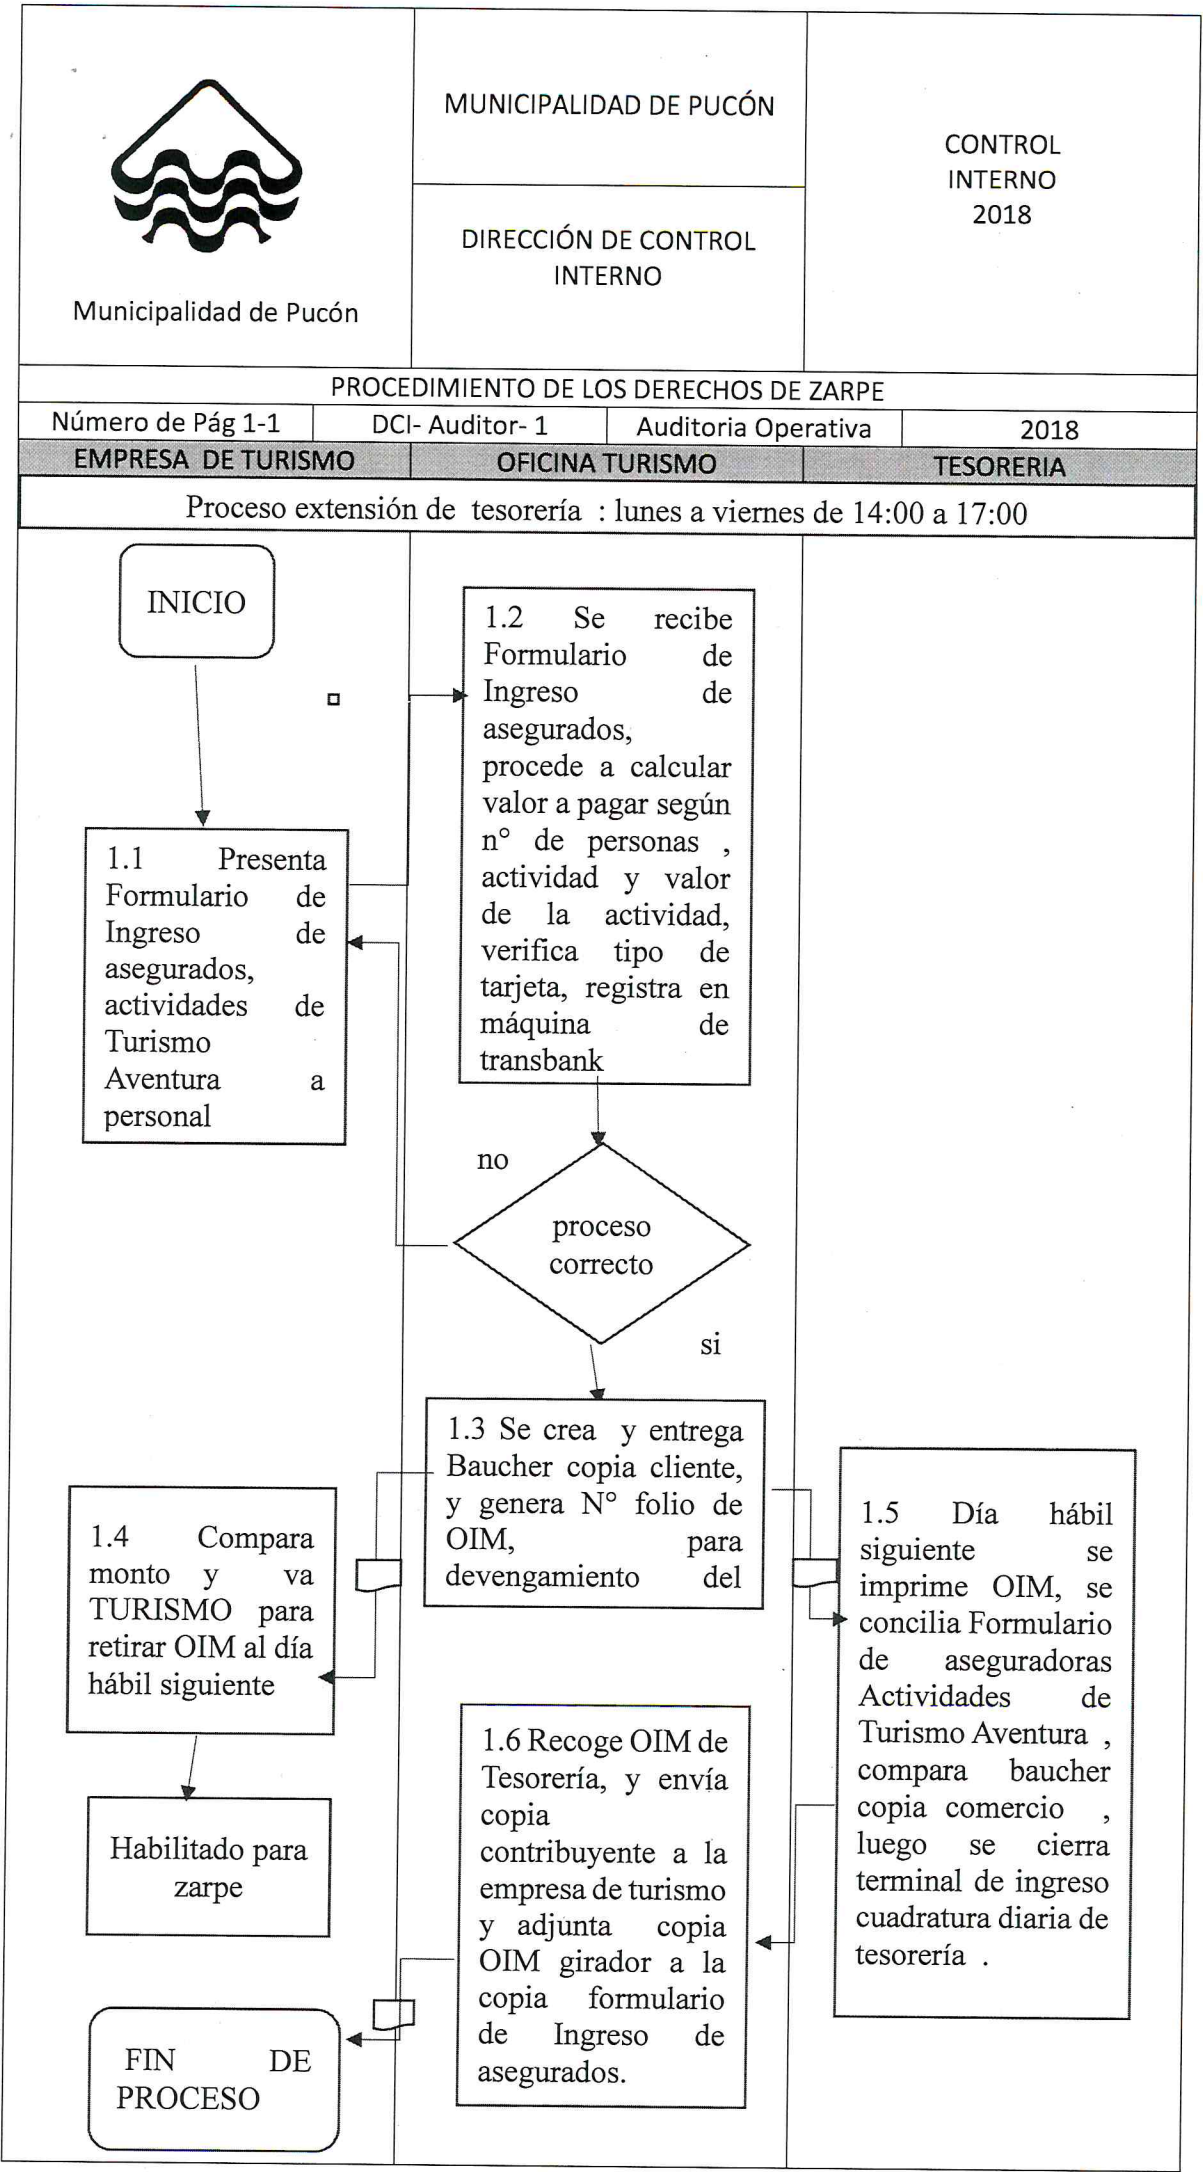 Municipalidad de Pucón
MUNICIPALIDAD DE PUCÓN
DIRECCIÓN DE CONTROL
INTERNO
CONTROL
INTERNO
2018
PROCEDIMIENTO DE LOS DERECHOS DE ZARPE
Número de Pág 1-1
DCI- Auditor- 1
Auditoria Operativa
2018
EMPRESA DE TURISMO
OFICINA TURISMO
TESORERIA
Proceso extensión de tesorería : lunes a viernes de 14:00 a 17:00
INICIO
1.1 Presenta
Formulario de
Ingreso de
asegurados,
actividades de
Turismo
Aventura a
personal
1.2 Se recibe
Formulario de
Ingreso de
asegurados,
procede a calcular
valor a pagar según
n° de personas ,
actividad y valor
de la actividad,
verifica tipo de
tarjeta, registra en
máquina de
transbank
no
proceso
correcto
si
1.3 Se crea y entrega
Baucher copia cliente,
y genera N° folio de
OIM, para
devengamiento del
1.4 Compara
monto y va
TURISMO para
retirar OIM al día
hábil siguiente
Habilitado para
zarpe
1.5 Día hábil
siguiente se
imprime OIM, se
concilia Formulario
de aseguradoras
Actividades de
Turismo Aventura ,
compara baucher
copia comercio ,
luego se cierra
terminal de ingreso
cuadratura diaria de
tesorería .
1.6 Recoge OIM de
Tesorería, y envía
copia
contribuyente a la
empresa de turismo
y adjunta copia
OIM girador a la
copia formulario
de Ingreso de
asegurados.
FIN DE
PROCESO